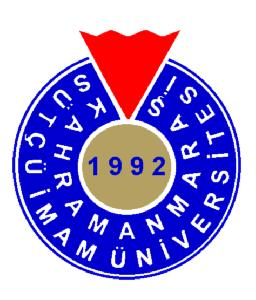 KAHRAMANMARAŞ
SÜTÇÜ İMAM ÜNİVERSİTESİ
1992